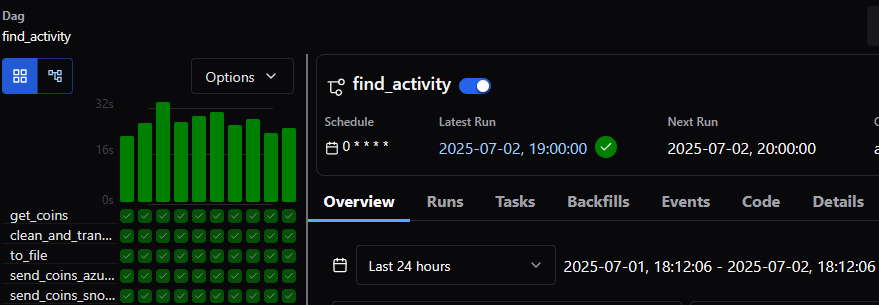 Dag
find_activity
Options
32s
16s
0s
get_coins
clean_and_tran...
to_file
send_coins_azu...
send_coins_sno...
find_activity
Schedule
Latest Run
Next Run
0 * * * *
2025-07-02, 19:00:00
2025-07-02, 20:00:00
Overview
Runs
Tasks
Backfills
Events
Code
Details
Last 24 hours
2025-07-01, 18:12:06 - 2025-07-02, 18:12:06